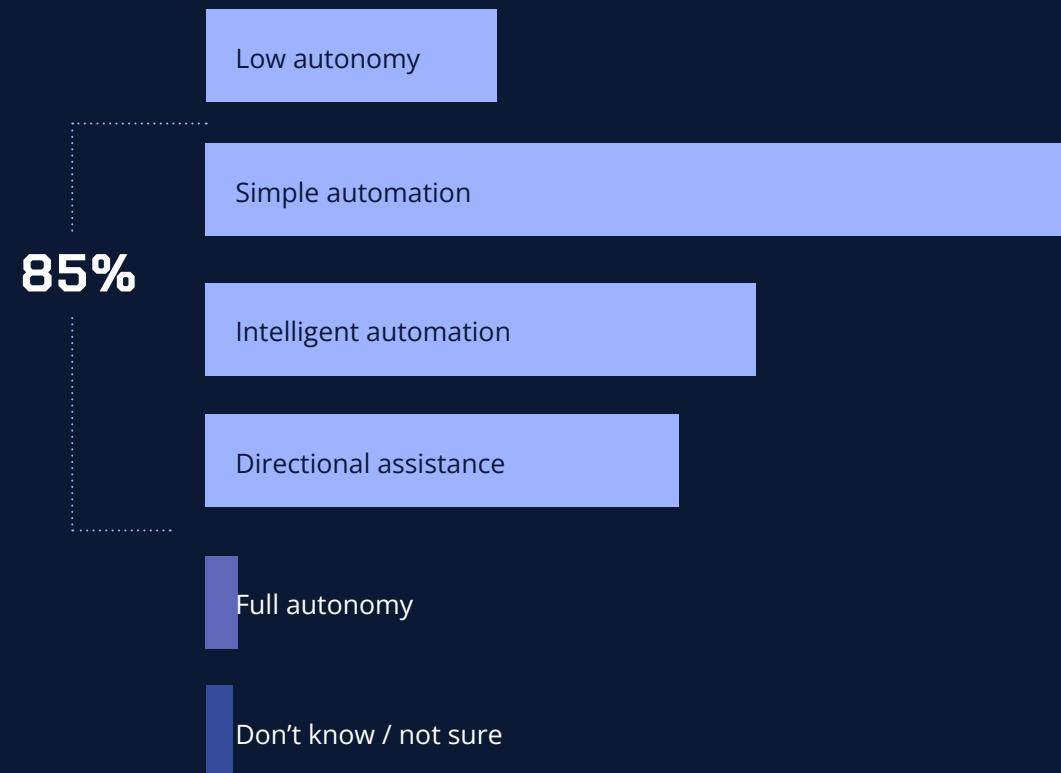 Low autonomy
Simple automation
85%
Intelligent automation
Directional assistance
Full autonomy
Don’t know / not sure